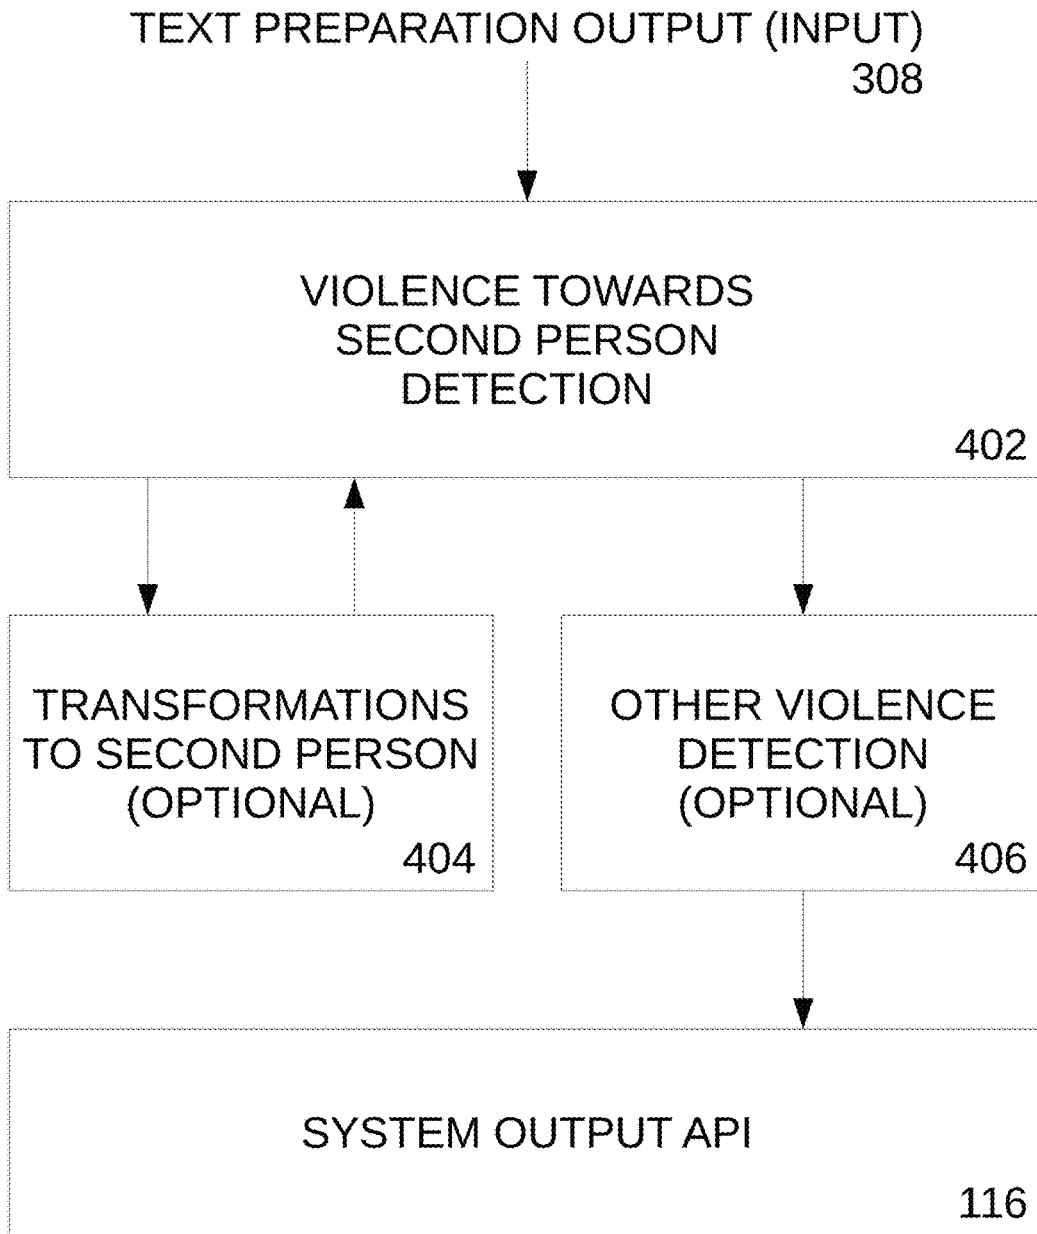 TEXT PREPARATION OUTPUT (INPUT)
308
VIOLENCE TOWARDS
SECOND PERSON
DETECTION
402
TRANSFORMATIONS
TO SECOND PERSON
(OPTIONAL)
404
OTHER VIOLENCE
DETECTION
(OPTIONAL)
406
SYSTEM OUTPUT API
116